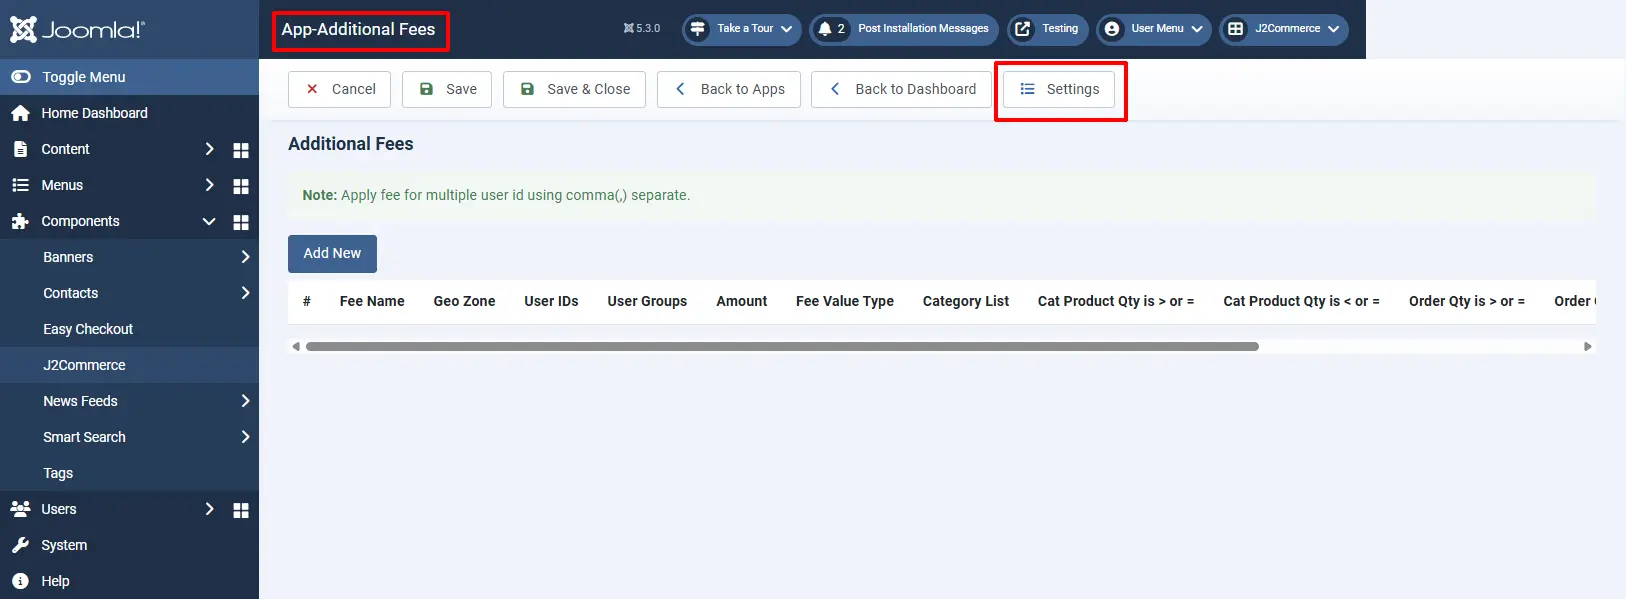 Joomla!
App-Additional Fees
5.3.0
Take a Tour
2 Post Installation Messages
Testing
User Menu
J2Commerce
Toggle Menu
Home Dashboard
Content
Menus
Components
Banners
Contacts
Easy Checkout
J2Commerce
News Feeds
Smart Search
Tags
Users
System
Help
Cancel
Save
Save & Close
Back to Apps
Back to Dashboard
Settings
Additional Fees
Note: Apply fee for multiple user id using comma(,) separate.
Add New
# Fee Name Geo Zone User IDs User Groups Amount Fee Value Type Category List Cat Product Qty is > or = Cat Product Qty is < or = Order Qty is > or = Order